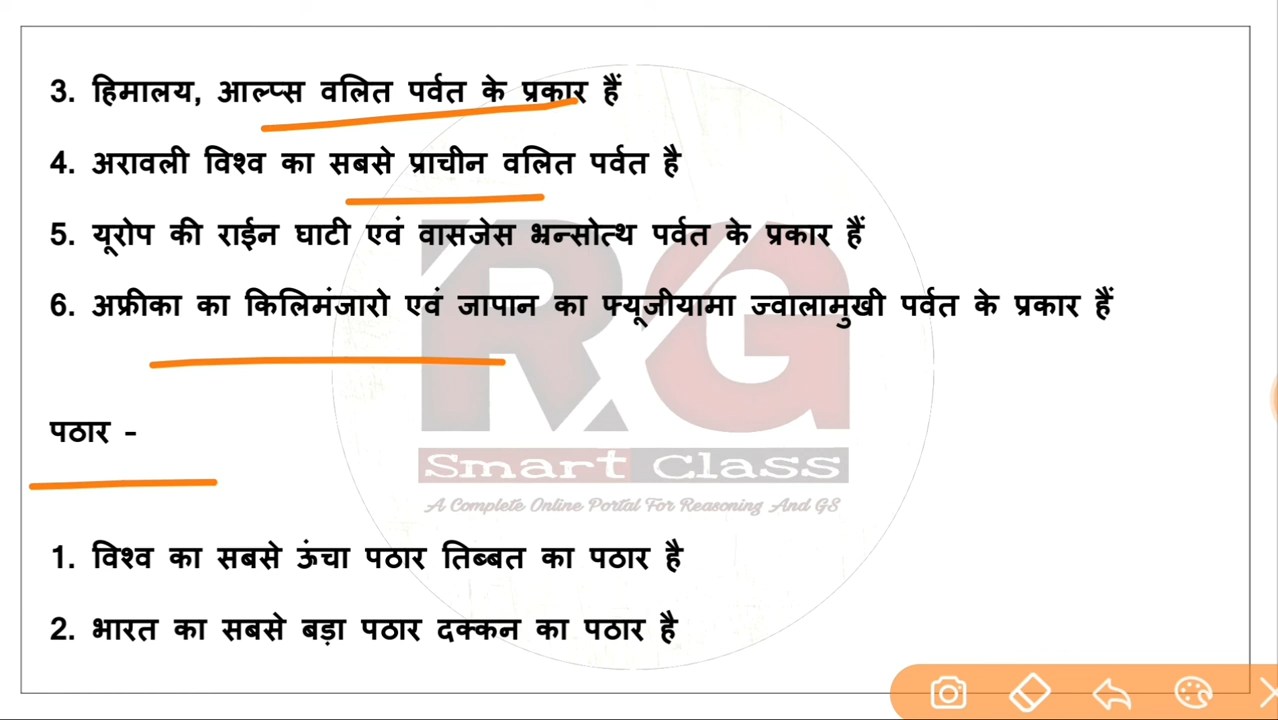 3. हिमालय, आल्प्स वलित पर्वत के प्रकार हैं
4. अरावली विश्व का सबसे प्राचीन वलित पर्वत है
5. यूरोप की राईन घाटी एवं वासजेस भ्रन्सोत्थ पर्वत के प्रकार हैं
6. अफ्रीका का किलिमंजारो एवं जापान का फ्यूजीयामा ज्वालामुखी पर्वत के प्रकार हैं
RG
पठार -
Smart Class
A Complete Online Portal For Reasoning And GS
1. विश्व का सबसे ऊंचा पठार तिब्बत का पठार है
2. भारत का सबसे बड़ा पठार दक्कन का पठार है